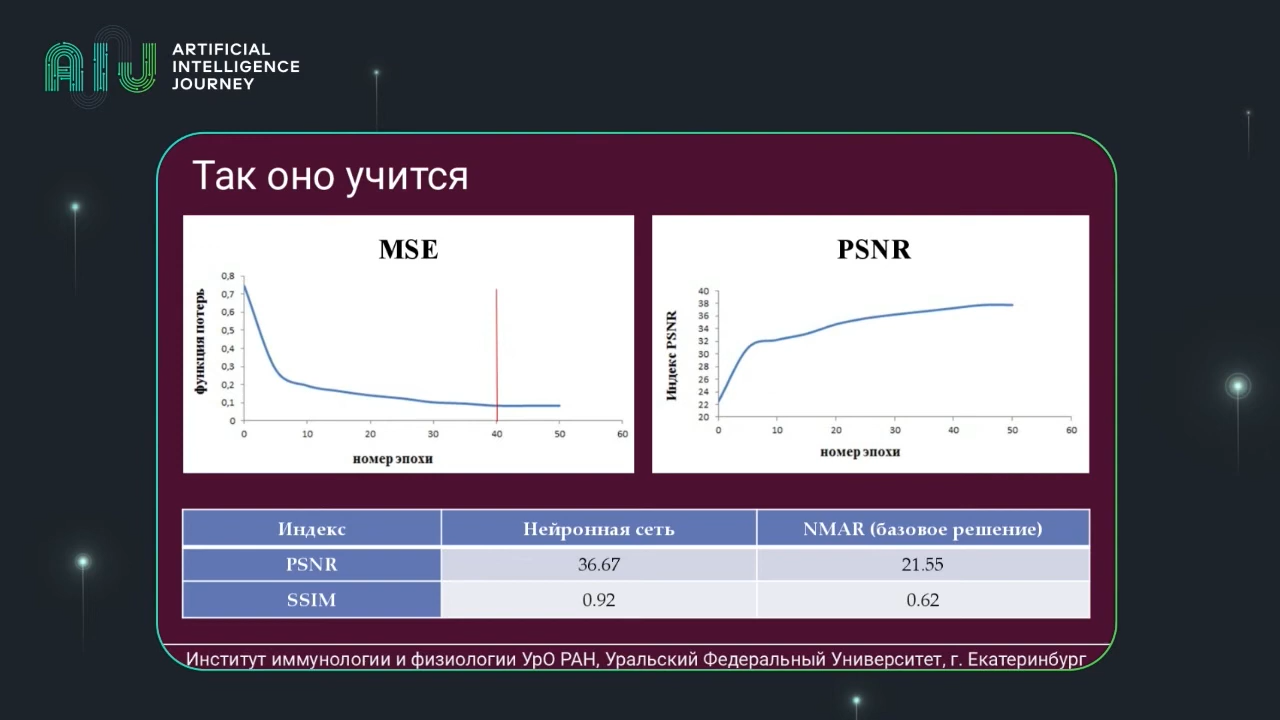 ARTIFICIAL
INTELLIGENCE
JOURNEY
Так оно учится
MSE
функция потерь
0,8
0,7
0,6
0,5
0,4
0,3
0,2
0,1
0
0 10 20 30 40 50 60
номер эпохи
PSNR
Индекс PSNR
40
38
36
34
32
30
28
26
24
22
20
0 10 20 30 40 50 60
номер эпохи
Индекс Нейронная сеть NMAR (базовое решение)
PSNR 36.67 21.55
SSIM 0.92 0.62
Институт иммунологии и физиологии УрО РАН, Уральский Федеральный Университет, г. Екатеринбург